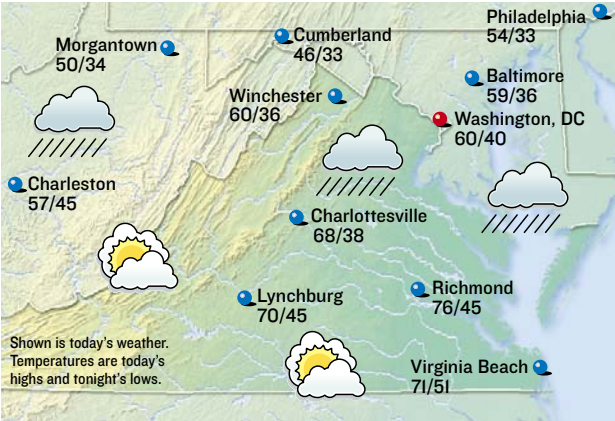 Philadelphia
54/33
Cumberland
46/33
Morgantown
50/34
Baltimore
59/36
Winchester
60/36
Washington, DC
60/40
Charleston
57/45
Charlottesville
68/38
Richmond
76/45
Lynchburg
70/45
Shown is today's weather.
Temperatures are today's
highs and tonight's lows.
Virginia Beach
71/51